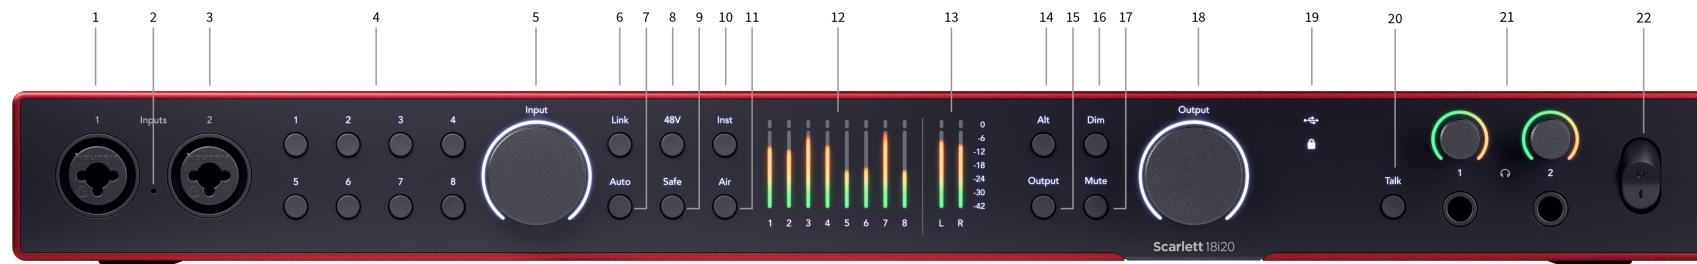 1 2 3 4 5 6 7 8 9 10 11 12 13 14 15 16 17 18 19 20 21 22
1 Inputs 2
1 2 3 4
5 6 7 8
Input
Link 48V Inst
Auto Safe Air
1 2 3 4 5 6 7 8
L R
0
-6
-12
-18
-24
-30
-42
Alt Dim
Output Mute
Output
Talk
1 2
Scarlett 18i20